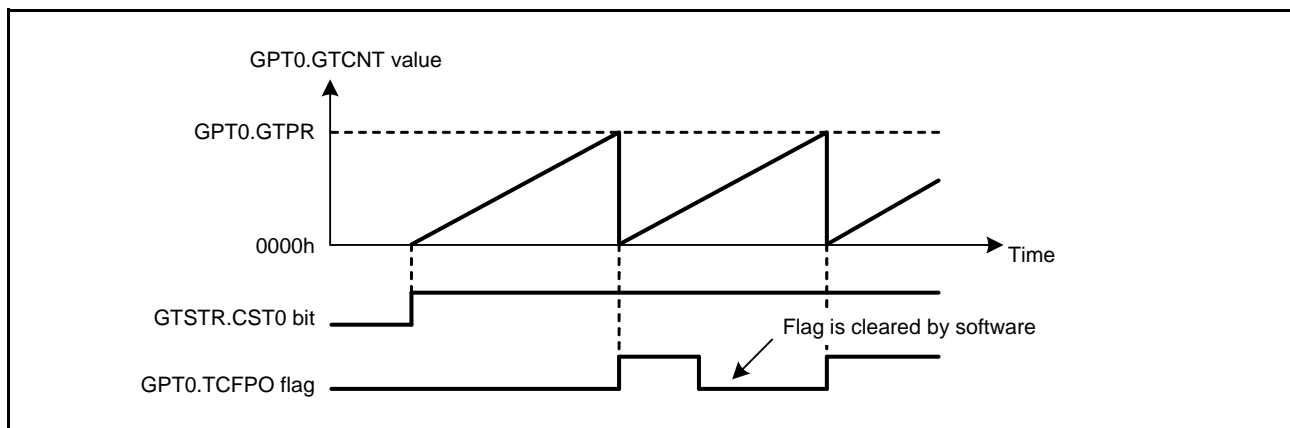 GPT0.GTCNT value
GPT0.GTPR
0000h
Time
GTSTR.CST0 bit
Flag is cleared by software
GPT0.TCFPO flag